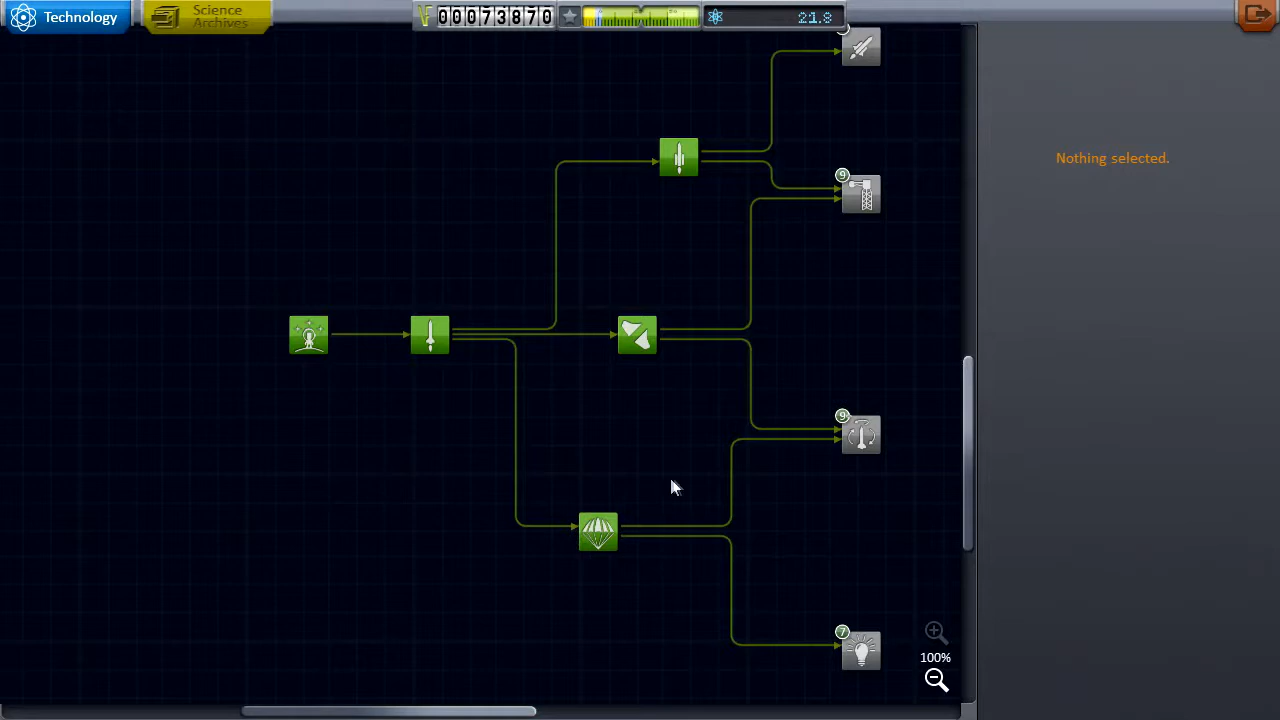 Technology
Science
Archives
00073870
21.8
Nothing selected.
9
9
7
100%